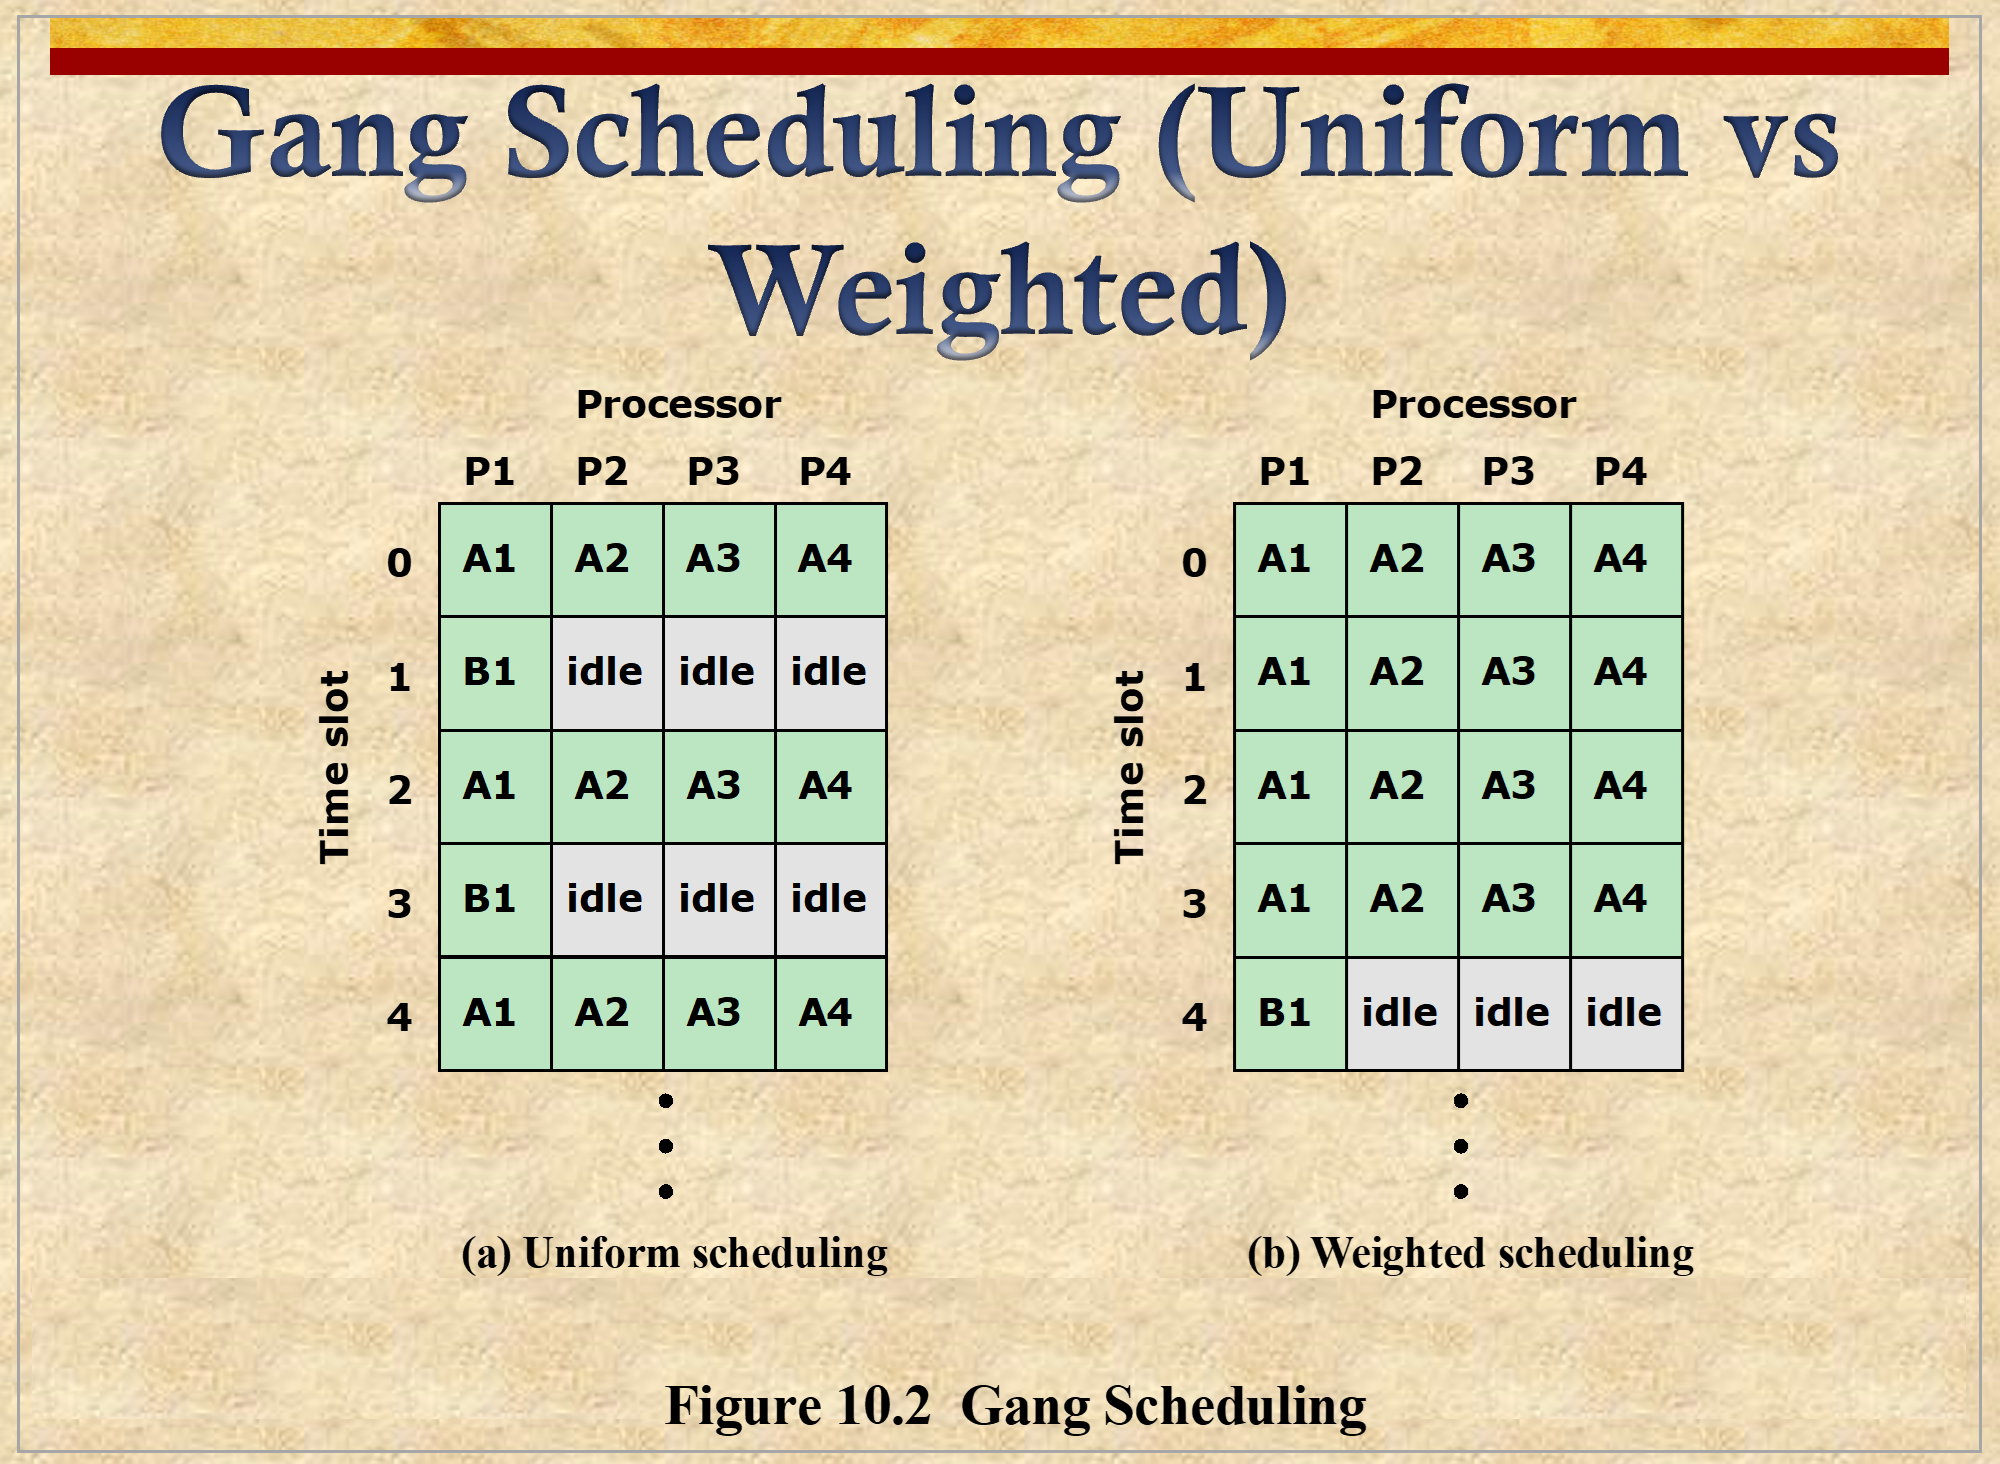 Gang Scheduling (Uniform vs
Weighted)
Processor
P1 P2 P3 P4
Time slot
0 A1 A2 A3 A4
1 B1 idle idle idle
2 A1 A2 A3 A4
3 B1 idle idle idle
4 A1 A2 A3 A4
(a) Uniform scheduling
Processor
P1 P2 P3 P4
Time slot
0 A1 A2 A3 A4
1 A1 A2 A3 A4
2 A1 A2 A3 A4
3 A1 A2 A3 A4
4 B1 idle idle idle
(b) Weighted scheduling
Figure 10.2 Gang Scheduling